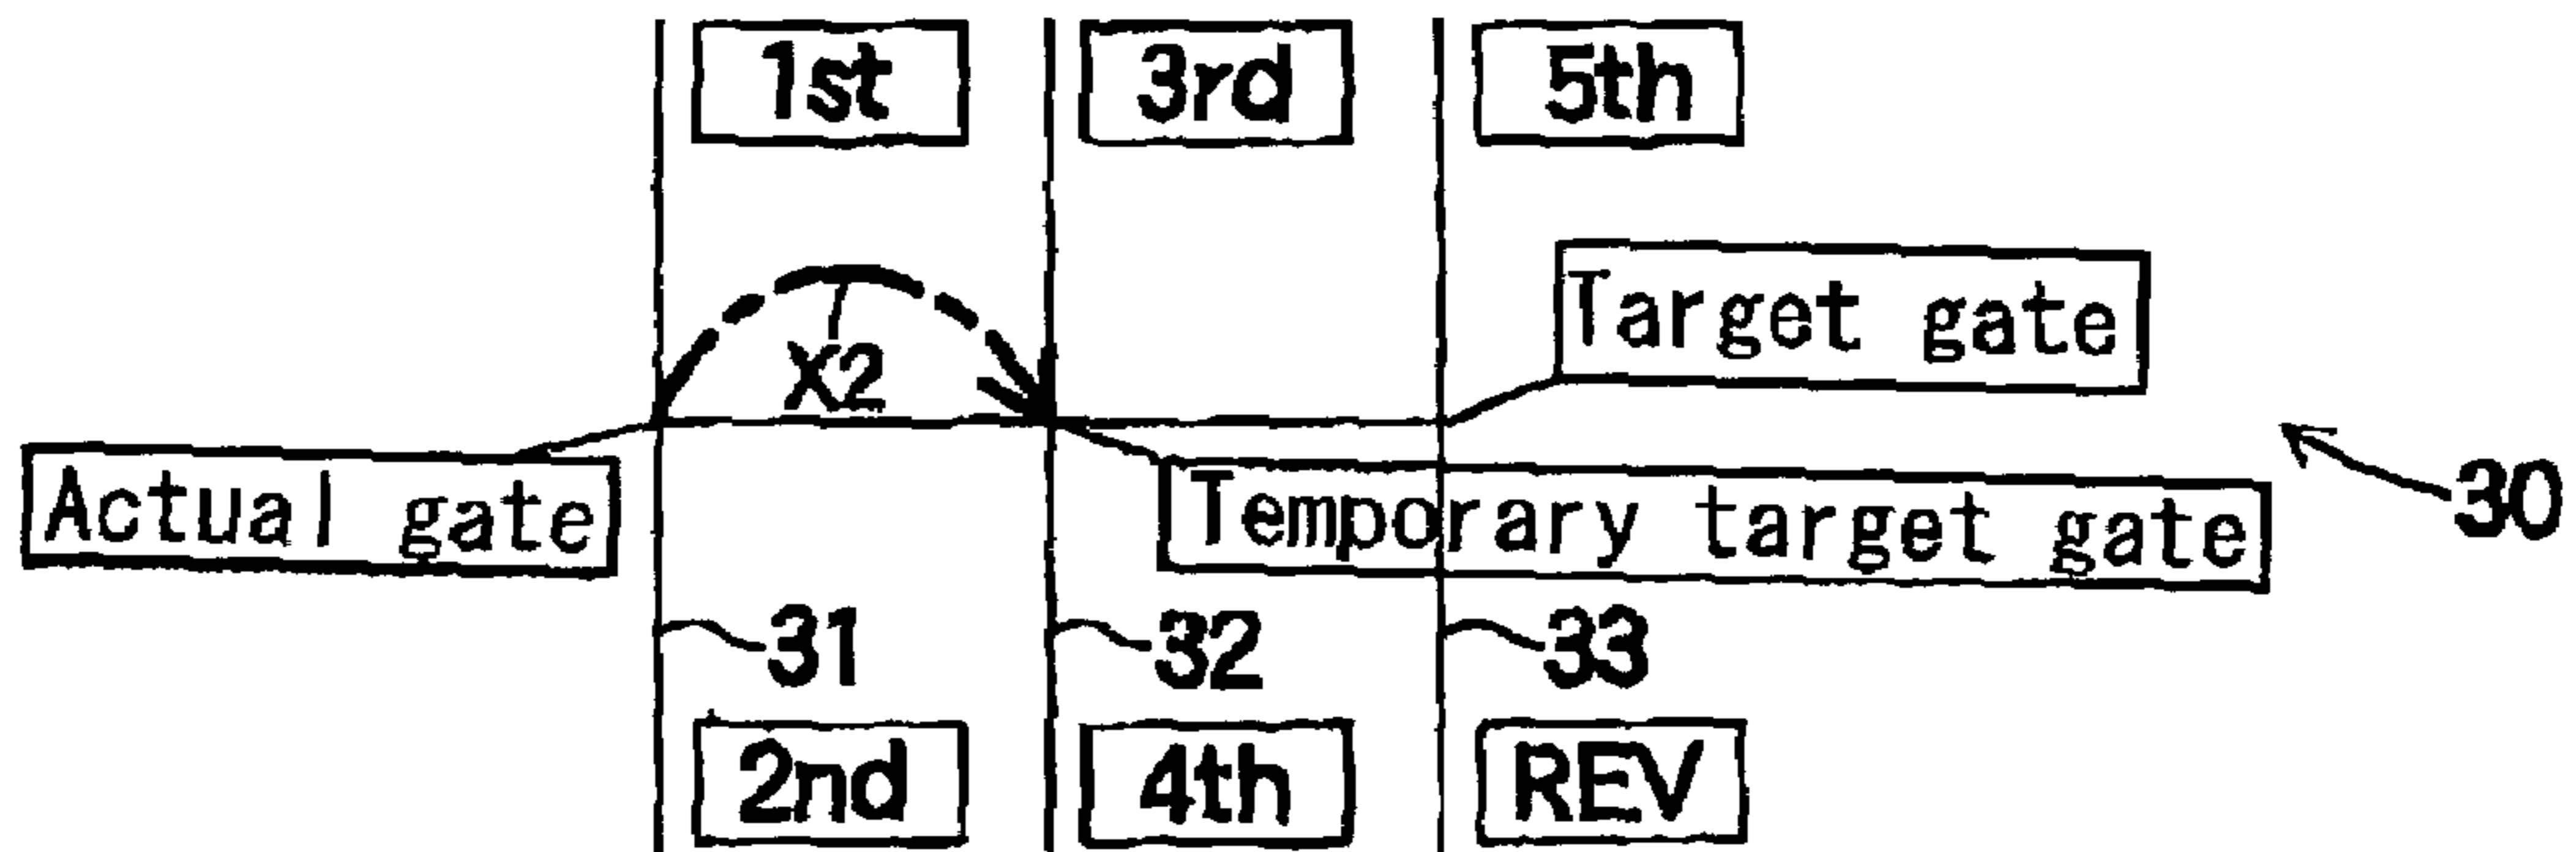 1st 3rd 5th
Target gate
X2
Actual gate
Temporary target gate
30
31 32 33
2nd 4th REV